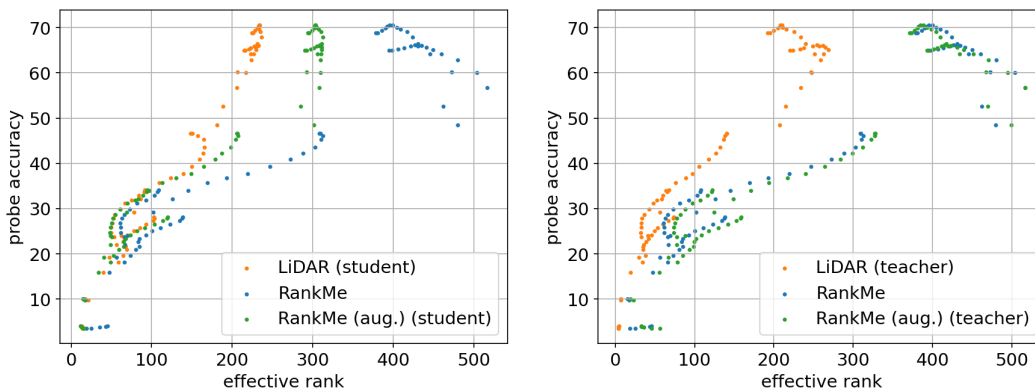 70
60
50
40
30
20
10
probe accuracy
0 100 200 300 400 500
effective rank
LiDAR (student)
RankMe
RankMe (aug.) (student)
70
60
50
40
30
20
10
probe accuracy
0 100 200 300 400 500
effective rank
LiDAR (teacher)
RankMe
RankMe (aug.) (teacher)